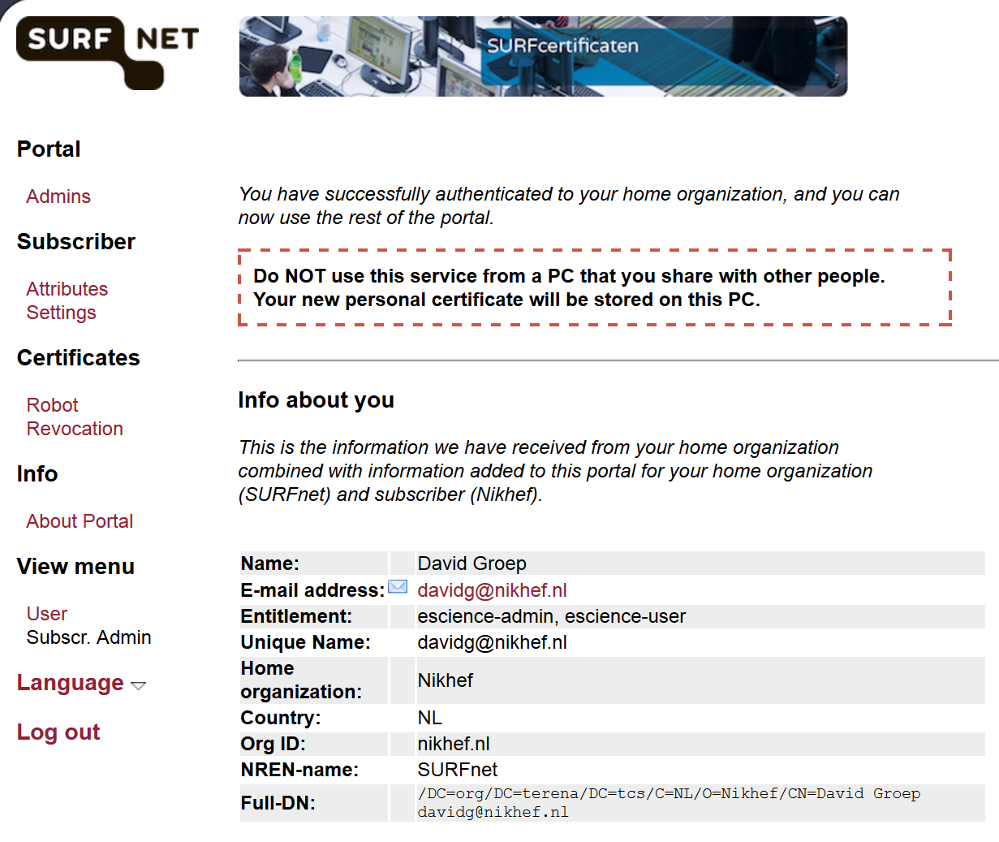 SURF NET
SURFcertificaten
Portal
Admins
Subscriber
Attributes
Settings
Certificates
Robot
Revocation
Info
About Portal
View menu
User
Subscr. Admin
Language
Log out
You have successfully authenticated to your home organization, and you can
now use the rest of the portal.
Do NOT use this service from a PC that you share with other people.
Your new personal certificate will be stored on this PC.
Info about you
This is the information we have received from your home organization
combined with information added to this portal for your home organization
(SURFnet) and subscriber (Nikhef).
Name: David Groep
E-mail address: davidg@nikhef.nl
Entitlement: escience-admin, escience-user
Unique Name: davidg@nikhef.nl
Home
organization: Nikhef
Country: NL
Org ID: nikhef.nl
NREN-name: SURFnet
Full-DN: /DC=org/DC=terena/DC=tcs/C=NL/O=Nikhef/CN=David Groep
davidg@nikhef.nl